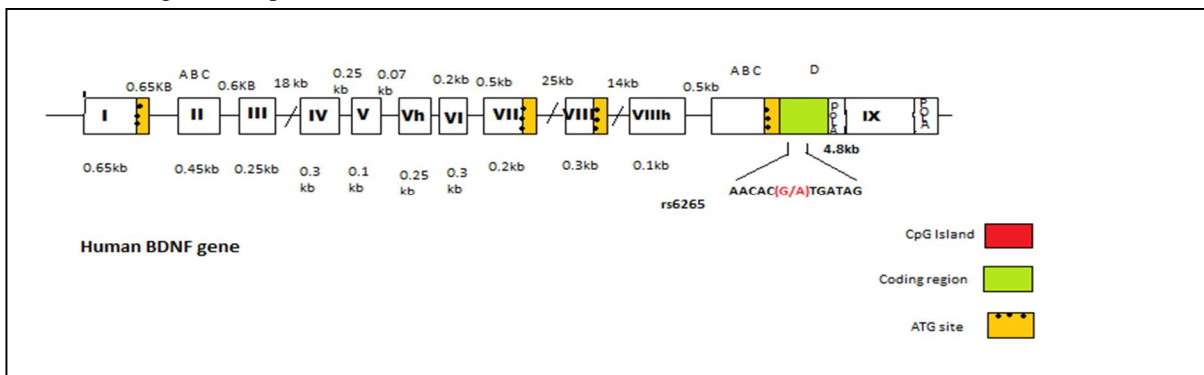 A B C A B C D
0.65KB 0.6KB 18 kb 0.25 kb 0.07 kb 0.2kb 0.5kb 25kb 14kb 0.5kb
I II III IV V Vh VI VII VIII VIIIh POLA IX POLA
0.65kb 0.45kb 0.25kb 0.3 kb 0.1 kb 0.25 kb 0.3 kb 0.2kb 0.3kb 0.1kb 4.8kb
rs6265 AACAC(G/A)TGATAG
Human BDNF gene
CpG Island
Coding region
ATG site